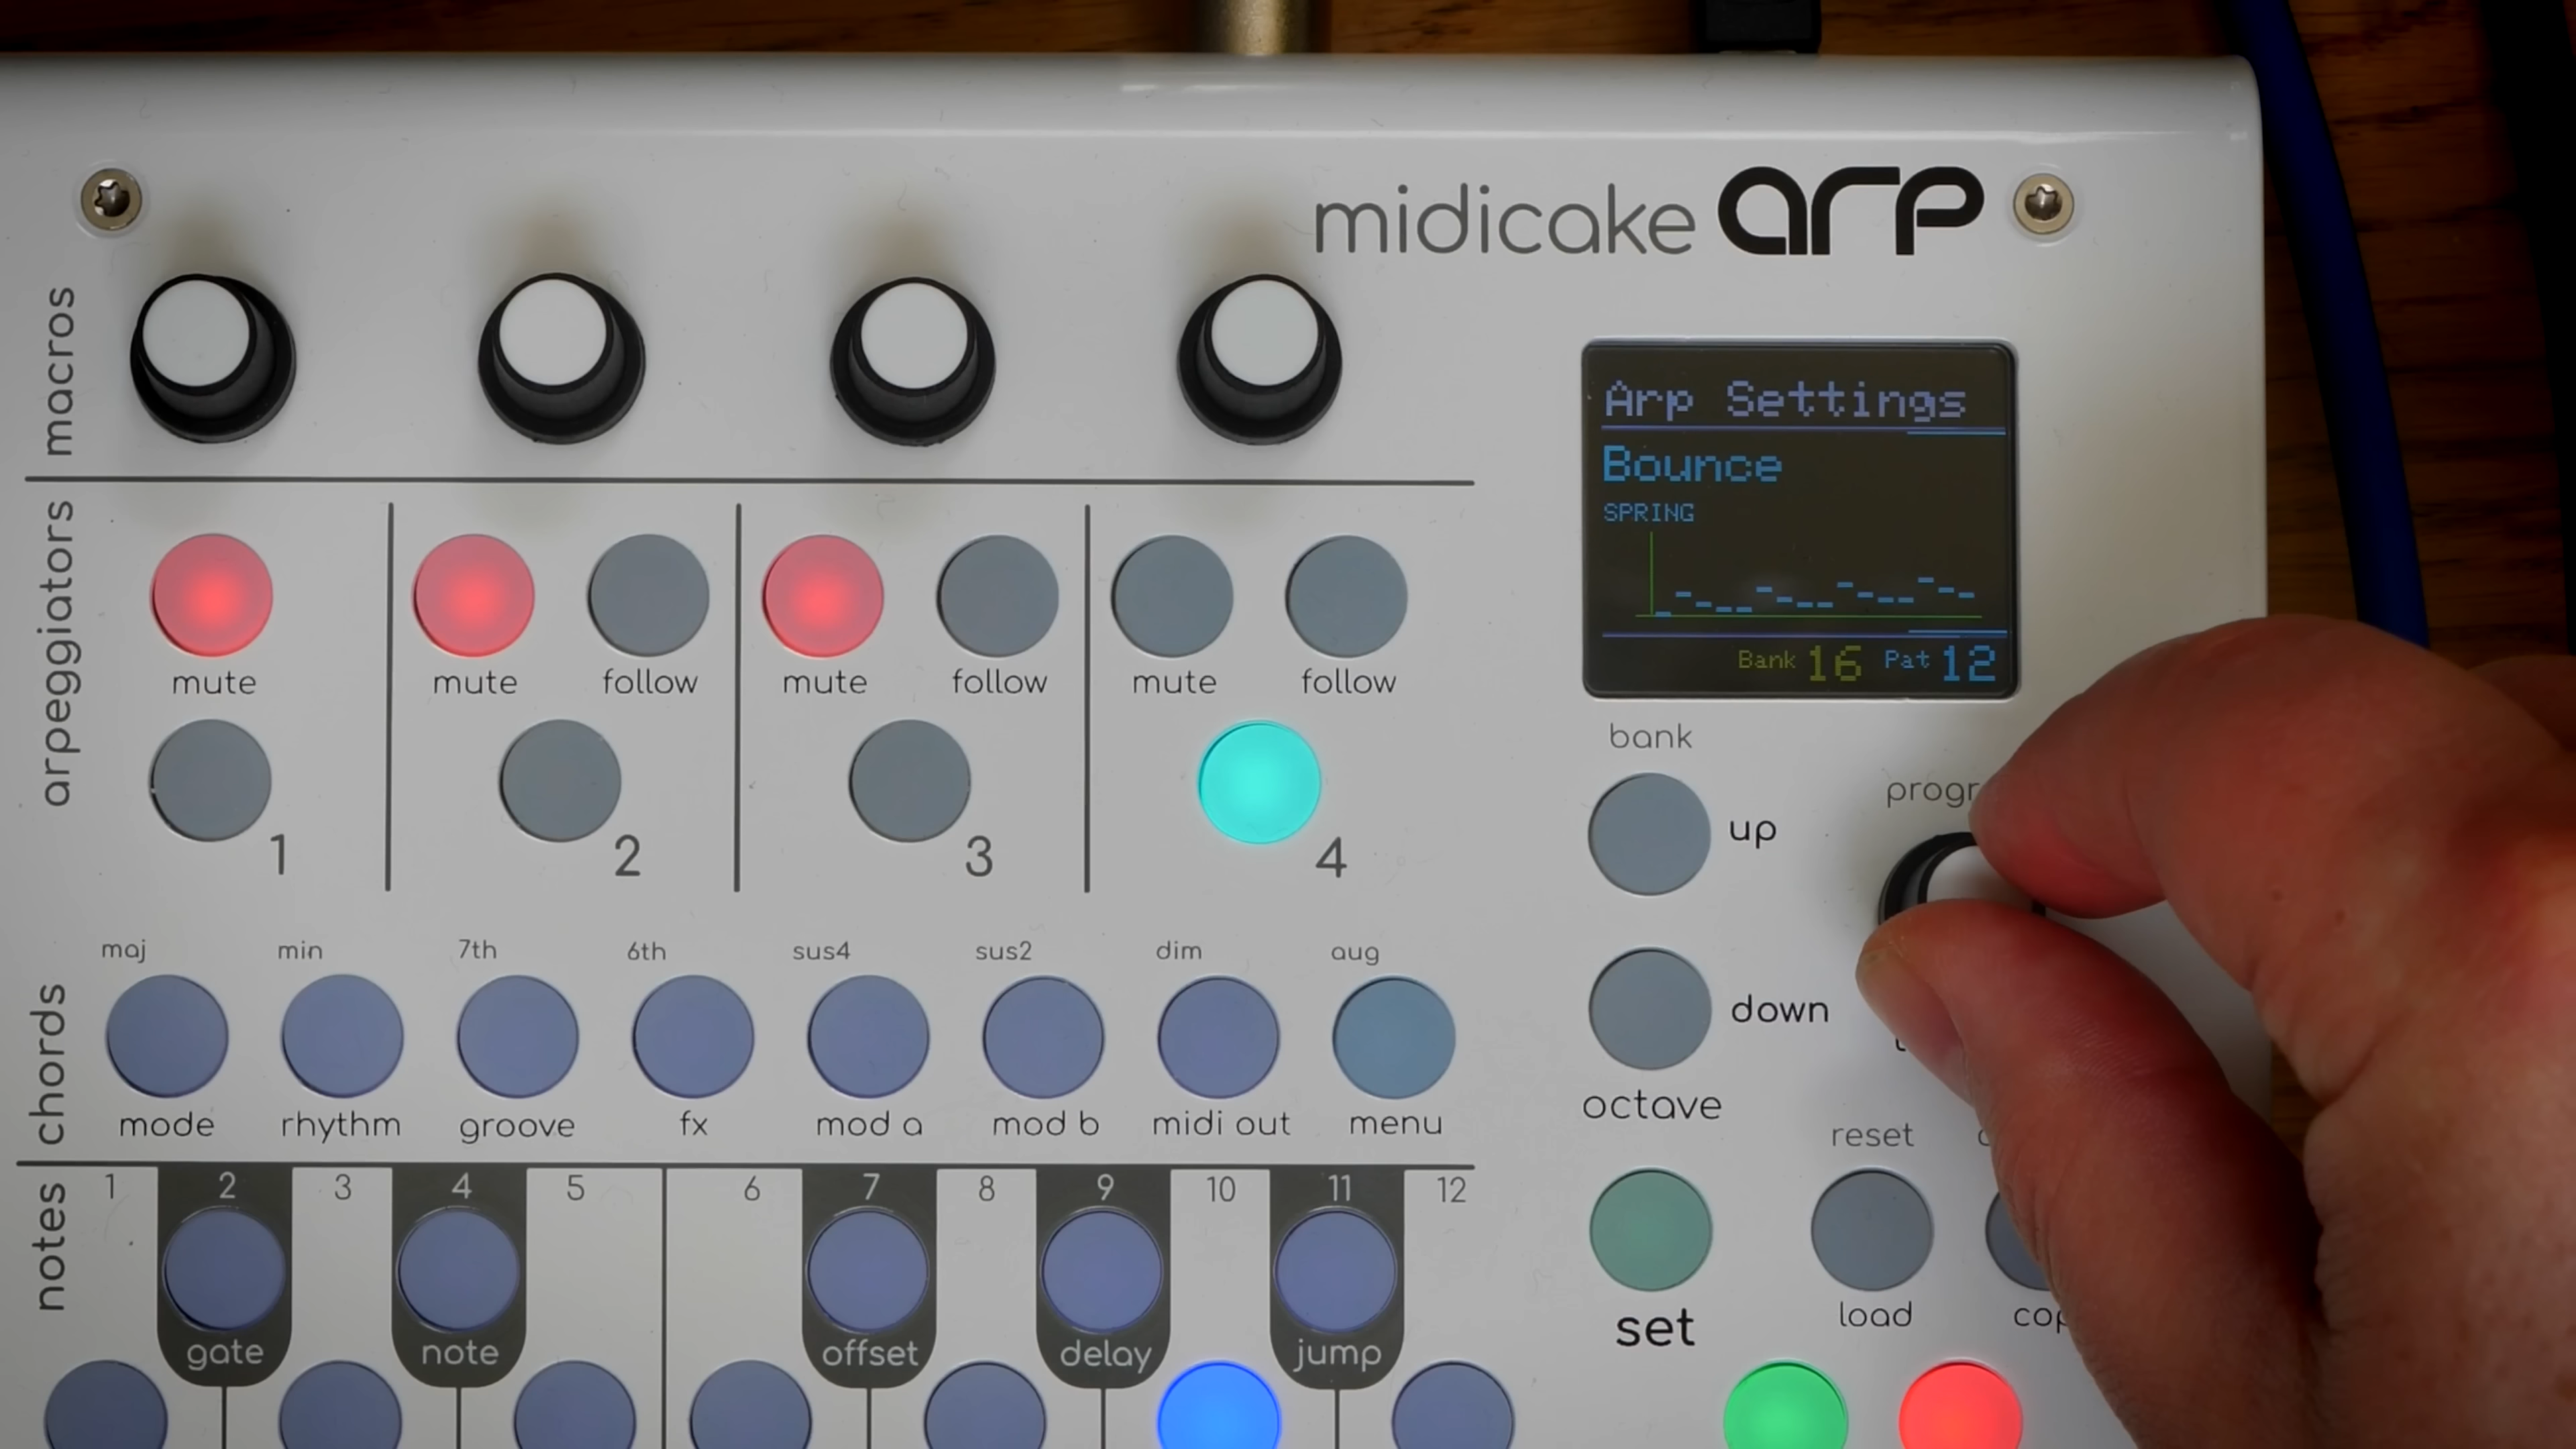 midicake arp
macros
Arp Settings
Bounce
SPRING
Bank 16 Pat 12
arpeggiators
mute mute follow mute follow mute follow
1 2 3 4
bank
up
down
octave
chords
maj min 7th 6th sus4 sus2 dim aug
mode rhythm groove fx mod a mod b midi out menu
reset
set
load
notes
1 2 3 4 5 6 7 8 9 10 11 12
gate note offset delay jump